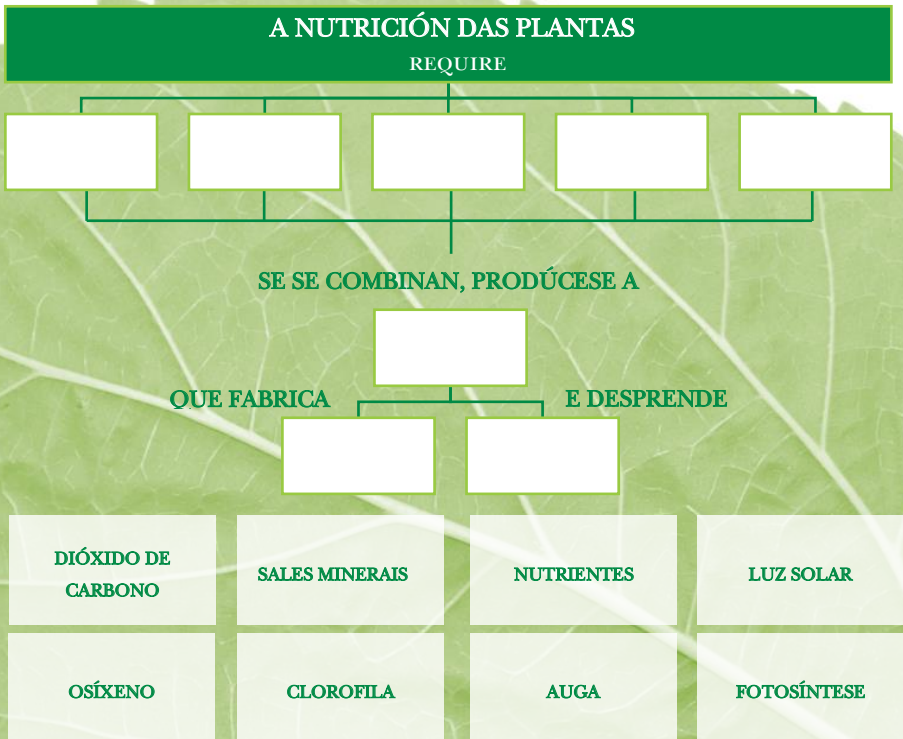 A NUTRICIÓN DAS PLANTAS
REQUIRE
SE SE COMBINAN, PRODÚCESE A
QUE FABRICA
E DESPRENDE
DIÓXIDO DE
CARBONO
SALES MINERAIS
NUTRIENTES
LUZ SOLAR
OSÍXENO
CLOROFILA
AUGA
FOTOSÍNTESE